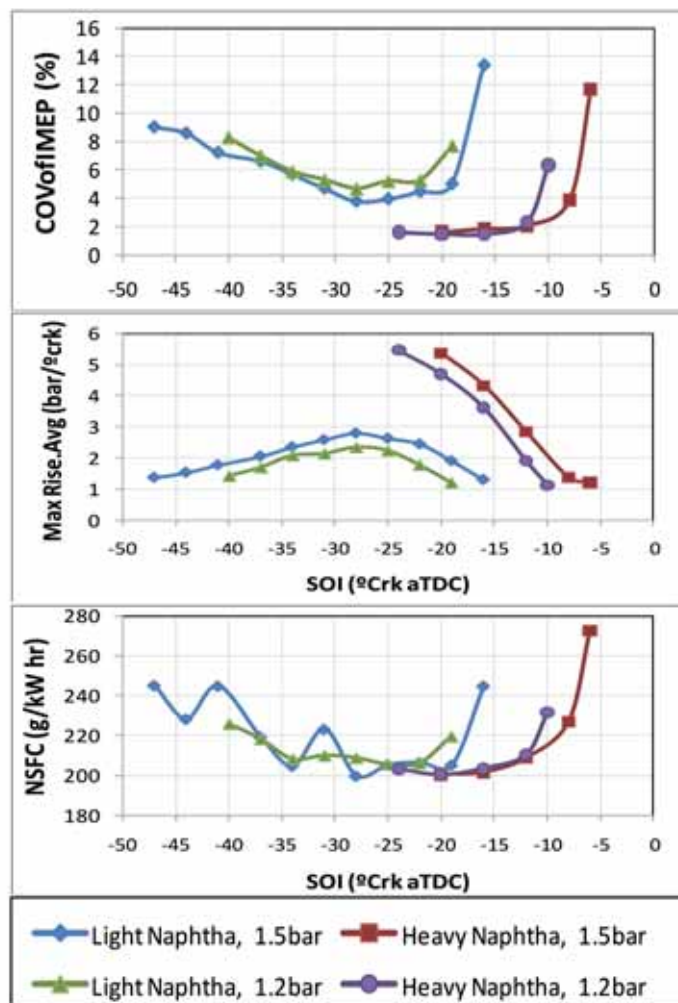 COVofIMEP (%)
16
14
12
10
8
6
4
2
0
-50 -45 -40 -35 -30 -25 -20 -15 -10 -5 0
Max Rise.Avg (bar/ºcrk)
6
5
4
3
2
1
0
-50 -45 -40 -35 -30 -25 -20 -15 -10 -5 0
SOI (ºCrk aTDC)
NSFC (g/kW hr)
280
260
240
220
200
180
-50 -45 -40 -35 -30 -25 -20 -15 -10 -5 0
SOI (ºCrk aTDC)
Light Naphtha, 1.5bar
Heavy Naphtha, 1.5bar
Light Naphtha, 1.2bar
Heavy Naphtha, 1.2bar